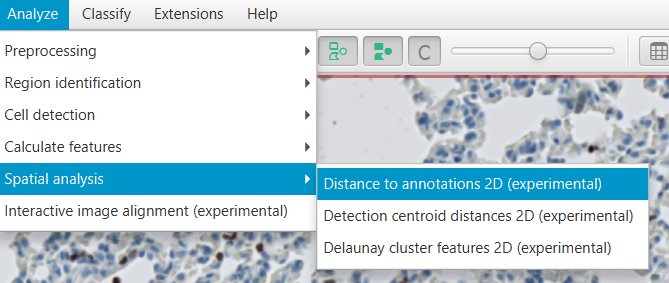 Analyze Classify Extensions Help
Preprocessing
Region identification
C
Cell detection
Calculate features
Spatial analysis
Distance to annotations 2D (experimental)
Interactive image alignment (experimental)
Detection centroid distances 2D (experimental)
Delaunay cluster features 2D (experimental)